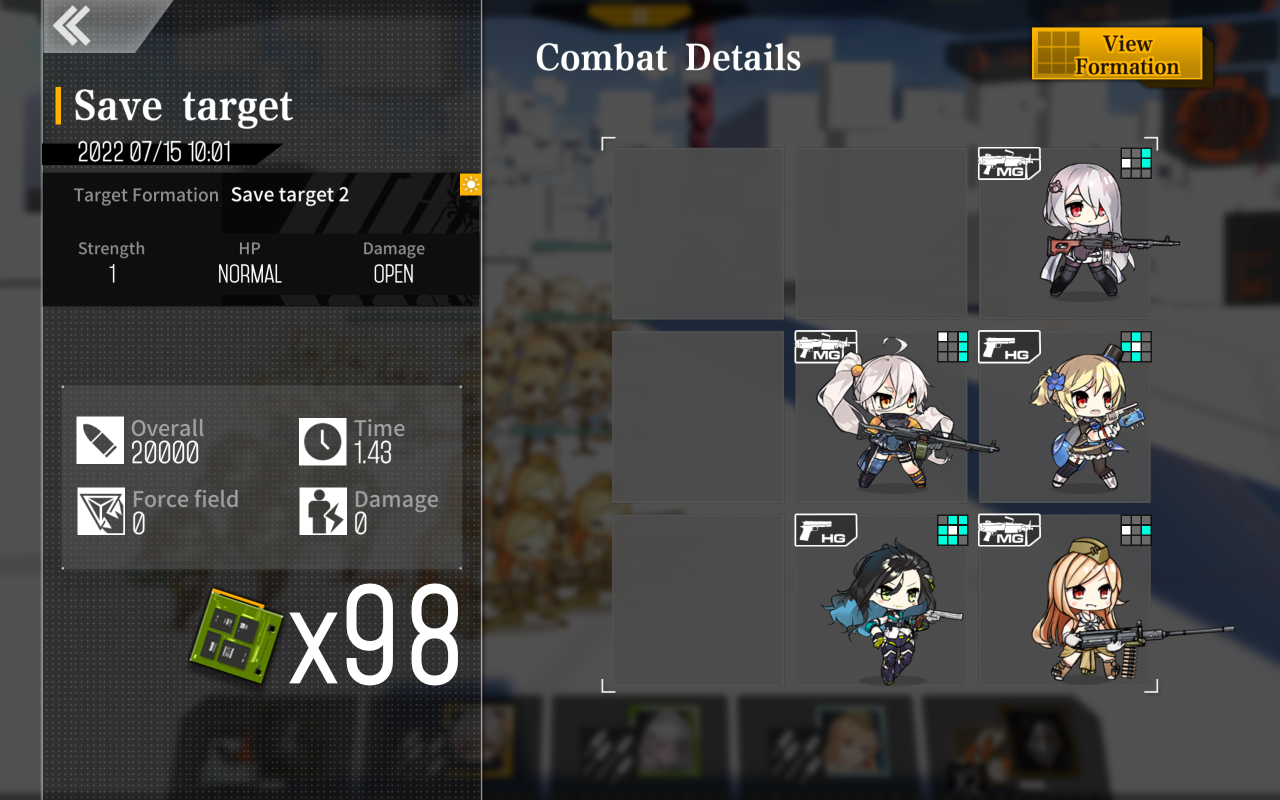 Combat Details
View
Formation
Save target
2022 07/15 10:01
Target Formation Save target 2
Strength HP Damage
1 NORMAL OPEN
Overall Time
20000 1.43
Force field Damage
0 0
x98
MG
MG
HG
HG
MG